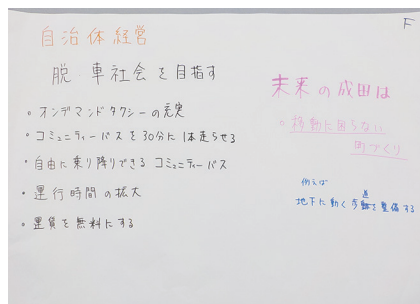 F
自治体経営
脱 車社会を目指す
。オンデマンドタクシーの充実
。コミュニティーバスを30分に1本走らせる
。自由に乗り降りできる コミュニティーバス
・運行時間の拡大
・運賃を無料にする
未来の成田は
。移動に困らない
町づくり
例えば
地下に動く歩道を整備する